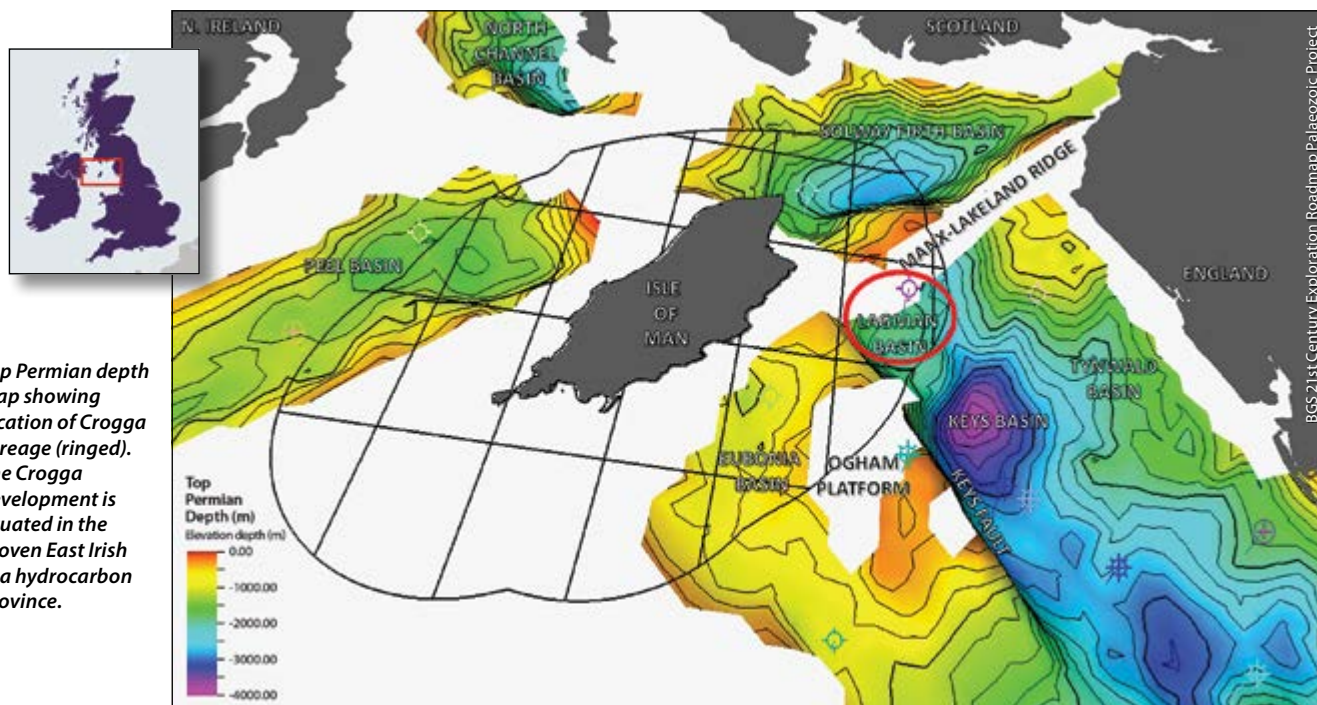 N. IRELAND
NORTH
CHANNEL
BASIN
SCOTLAND
SOLWAY FIRTH BASIN
MANX-LAKELAND RIDGE
PEEL BASIN
ISLE
OF
MAN
ENGLAND
LAGMAN
BASIN
TYNWALD
BASIN
KEYS BASIN
EUBONIA
BASIN
OGHAM
PLATFORM
KEYS FAULT
Top
Permian
Depth (m)
Elevation depth (m)
0.00
-1000.00
-2000.00
-3000.00
-4000.00
p Permian depth
ap showing
cation of Crogga
reage (ringed).
e Crogga
evelopment is
uated in the
oven East Irish
a hydrocarbon
ovince.
BGS 21st Century Exploration Roadmap Palaeozoic Project